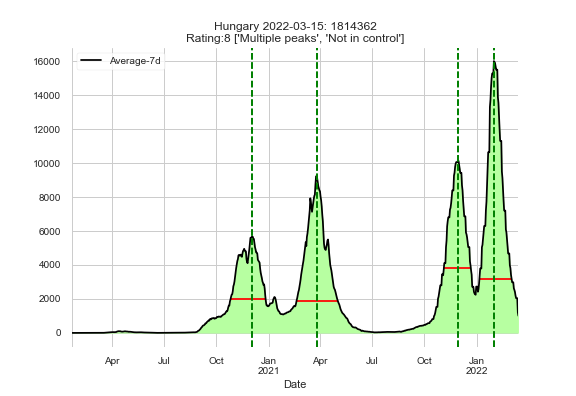 Hungary 2022-03-15: 1814362
Rating:8 ['Multiple peaks', 'Not in control']
Average-7d
16000
14000
12000
10000
8000
6000
4000
2000
0
Apr Jul Oct Jan Apr Jul Oct Jan
2021 2022
Date